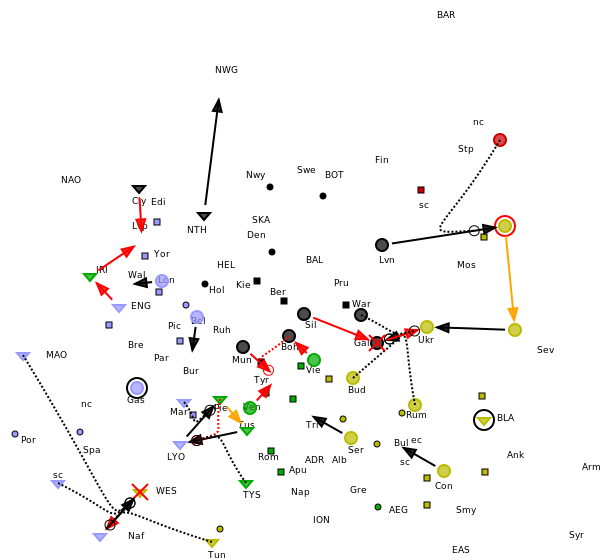 BAR
NWG
nc
Stp
Fin
Swe
BOT
Nwy
NAO
Cly
Edi
sc
Lvp
NTH
SKA
Den
Yor
Lvn
BAL
HEL
Mos
IRI
Wal
Lon
Kie
Pru
Hol
Ber
War
ENG
Bel
Pic
Ruh
Sil
Gal
Ukr
Bre
Boh
Sev
MAO
Par
Mun
Bur
Vie
Tyr
Bud
Gas
nc
Mar
Pie
Ven
Rum
BLA
Por
Tus
Tri
Ser
Bul
ec
Spa
LYO
Rom
ADR
Alb
sc
Ank
Apu
Con
Arm
sc
WES
TYS
Nap
Gre
AEG
Smy
ION
Naf
Syr
Tun
EAS